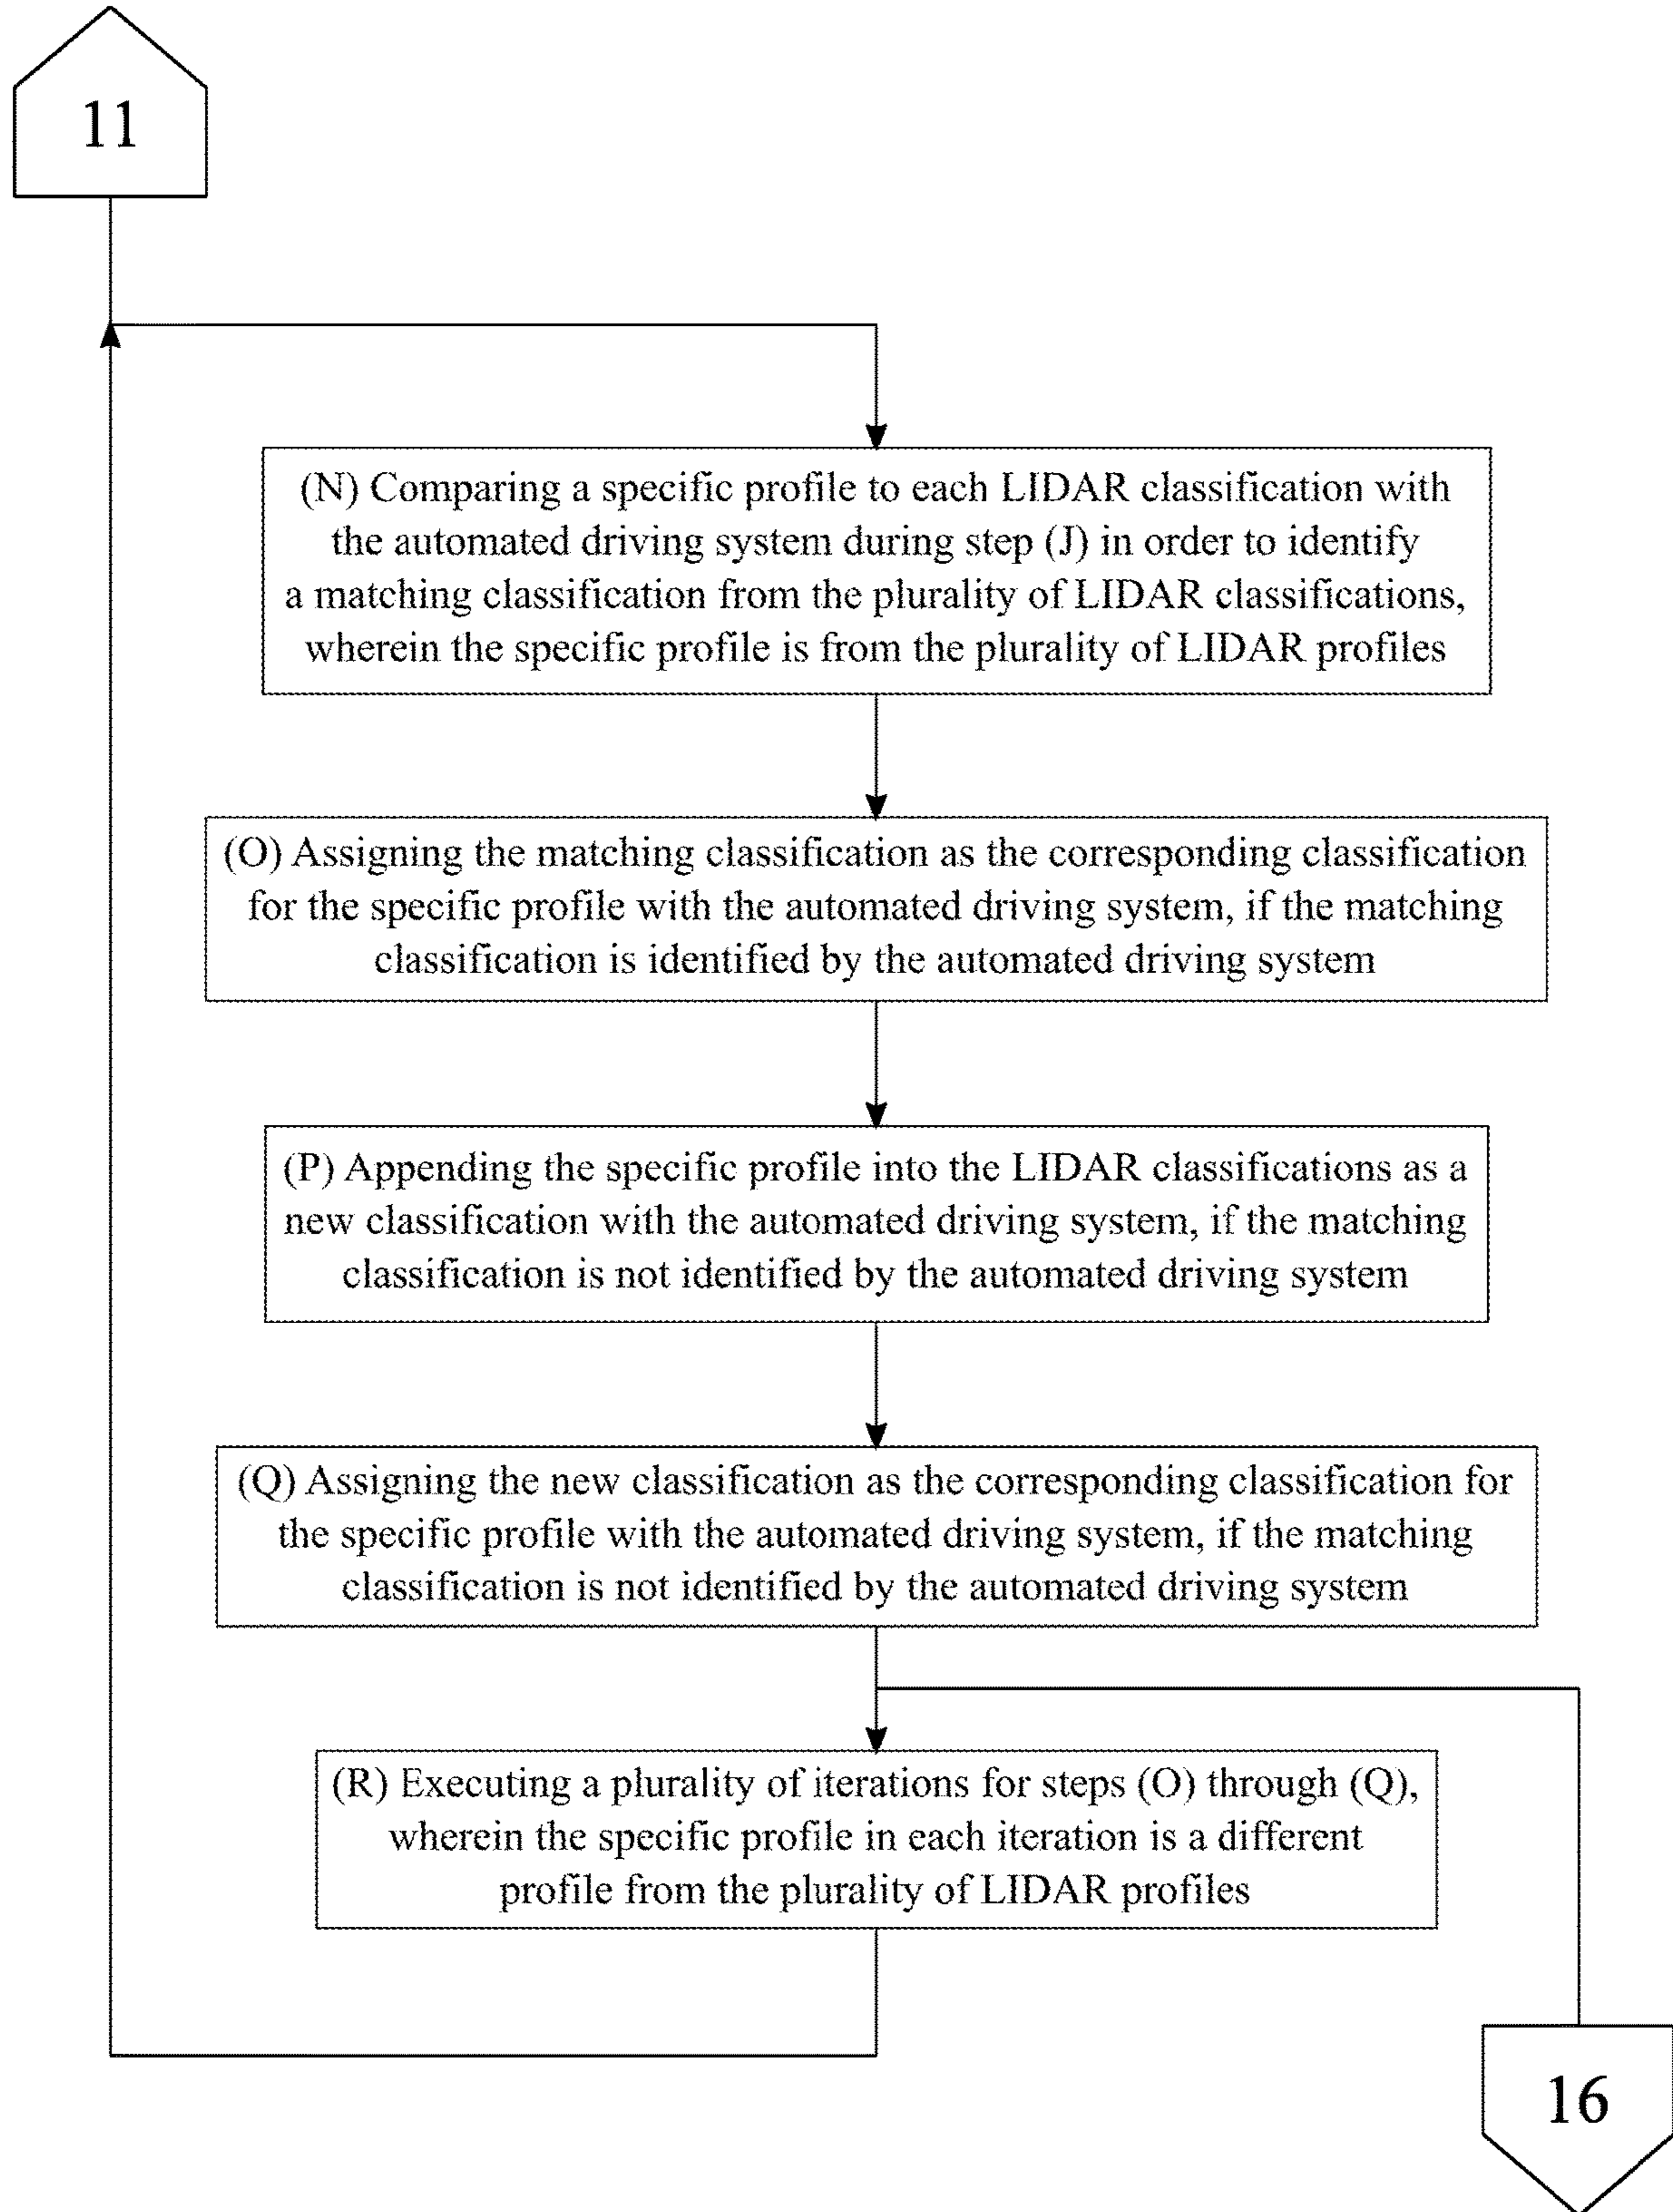 11
(N) Comparing a specific profile to each LIDAR classification with
the automated driving system during step (J) in order to identify
a matching classification from the plurality of LIDAR classifications,
wherein the specific profile is from the plurality of LIDAR profiles
(O) Assigning the matching classification as the corresponding classification
for the specific profile with the automated driving system, if the matching
classification is identified by the automated driving system
(P) Appending the specific profile into the LIDAR classifications as a
new classification with the automated driving system, if the matching
classification is not identified by the automated driving system
(Q) Assigning the new classification as the corresponding classification for
the specific profile with the automated driving system, if the matching
classification is not identified by the automated driving system
(R) Executing a plurality of iterations for steps (O) through (Q),
wherein the specific profile in each iteration is a different
profile from the plurality of LIDAR profiles
16